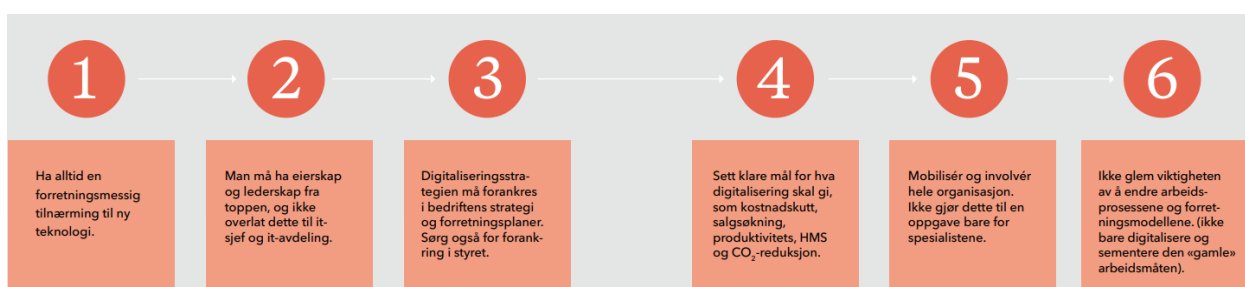 1
2
3
4
5
6
Ha alltid en
forretningsmessig
tilnærming til ny
teknologi.
Man må ha eierskap
og lederskap fra
toppen, og ikke
overlat dette til it-
sjef og it-avdeling.
Digitaliseringsstra-
tegien må forankres
i bedriftens strategi
og forretningsplaner.
Sørg også for forank-
ring i styret.
Sett klare mål for hva
digitalisering skal gi,
som kostnadskutt,
salgsøkning,
produktivitets, HMS
og CO₂-reduksjon.
Mobilisér og involvér
hele organisasjon.
Ikke gjør dette til en
oppgave bare for
spesialistene.
Ikke glem viktigheten
av å endre arbeids-
prosessene og forret-
ningsmodellene. (ikke
bare digitalisere og
sementere den «gamle»
arbeidsmåten).